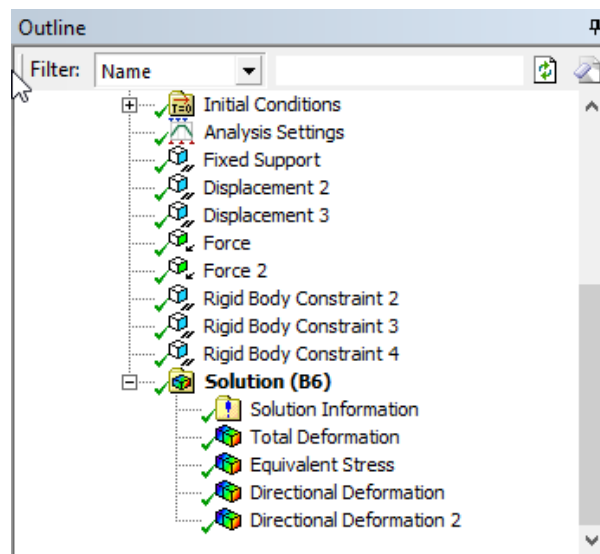 Outline
Filter: Name
T=0
Initial Conditions
Analysis Settings
Fixed Support
Displacement 2
Displacement 3
Force
Force 2
Rigid Body Constraint 2
Rigid Body Constraint 3
Rigid Body Constraint 4
Solution (B6)
Solution Information
Total Deformation
Equivalent Stress
Directional Deformation
Directional Deformation 2